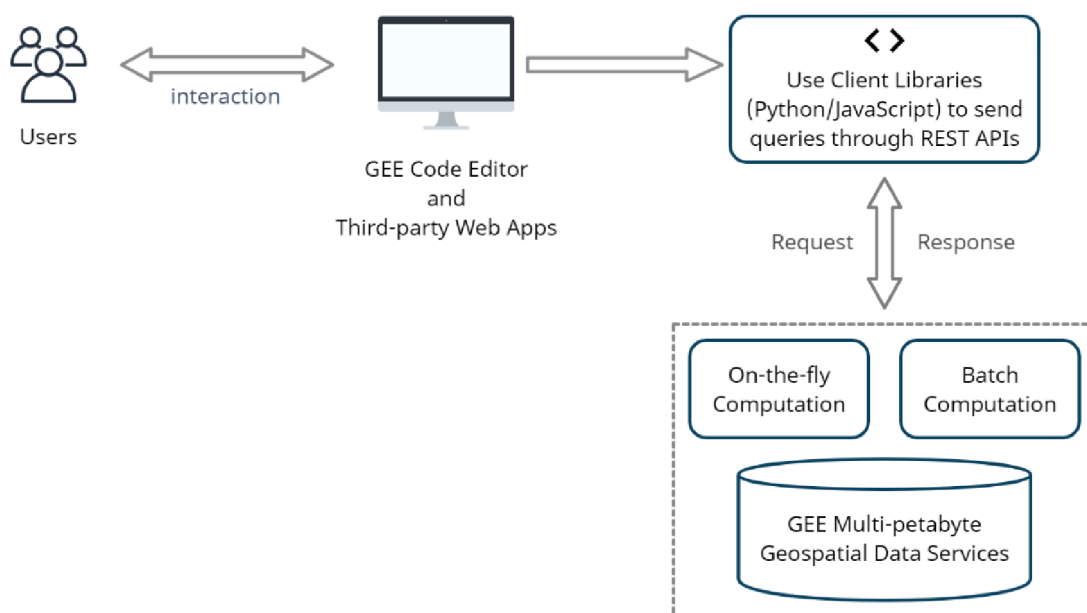 Users
interaction
GEE Code Editor
and
Third-party Web Apps
< >
Use Client Libraries
(Python/JavaScript) to send
queries through REST APIs
Request
Response
On-the-fly
Computation
Batch
Computation
GEE Multi-petabyte
Geospatial Data Services